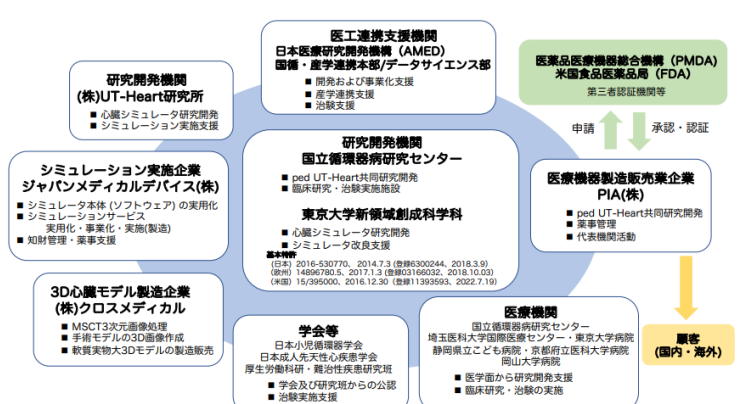 医工連携支援機関
日本医療研究開発機構（AMED）
国循・産学連携本部/データサイエンス部
■ 開発および事業化支援
■ 産学連携支援
■ 治験支援
医薬品医療機器総合機構（PMDA)
米国食品医薬品局（FDA）
第三者認証機関等
申請
承認・認証
研究開発機関
(株)UT-Heart研究所
■ 心臓シミュレータ研究開発
■ シミュレーション実施支援
研究開発機関
国立循環器病研究センター
■ ped UT-Heart共同研究開発
■ 臨床研究・治験実施施設
東京大学新領域創成科学科
■ 心臓シミュレータ研究開発
■ シミュレータ改良支援
基本特許
（日本）2016-530770、2014.7.3 (登録6300244、2018.3.9)
（欧州）14896780.5、2017.1.3 (登録03166032、2018.10.03)
（米国）15/395000、2016.12.30 (登録11393593、2022.7.19)
シミュレーション実施企業
ジャパンメディカルデバイス(株)
■ シミュレータ本体 (ソフトウェア) の実用化
■ シミュレーションサービス
実用化・事業化・実施(製造)
■ 知財管理・薬事支援
医療機器製造販売業企業
PIA(株)
■ ped UT-Heart共同研究開発
■ 薬事管理
■ 代表機関活動
3D心臓モデル製造企業
(株)クロスメディカル
■ MSCT3次元画像処理
■ 手術モデルの3D画像作成
■ 軟質実物大3Dモデルの製造販売
学会等
日本小児循環器学会
日本成人先天性心疾患学会
厚生労働科研・難治性疾患研究班
■ 学会及び研究班からの公認
■ 治験実施支援
医療機関
国立循環器病研究センター
埼玉医科大学国際医療センター・東京大学病院
静岡県立こども病院・京都府立医科大学病院
岡山大学病院
■ 医学面から研究開発支援
■ 臨床研究・治験の実施
顧客
(国内・海外)